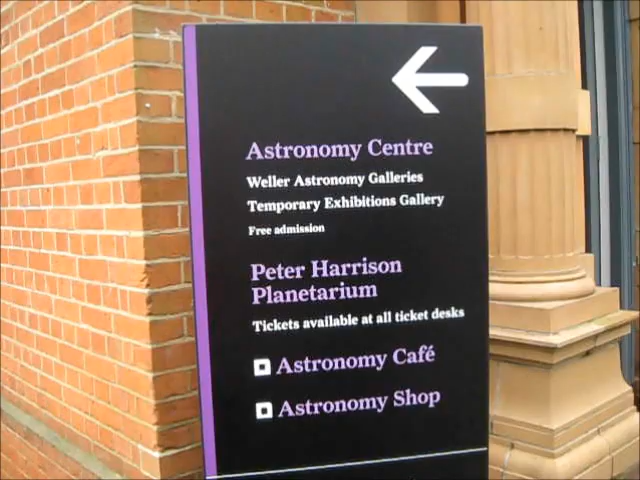 Astronomy Centre
Weller Astronomy Galleries
Temporary Exhibitions Gallery
Free admission
Peter Harrison
Planetarium
Tickets available at all ticket desks
Astronomy Café
Astronomy Shop